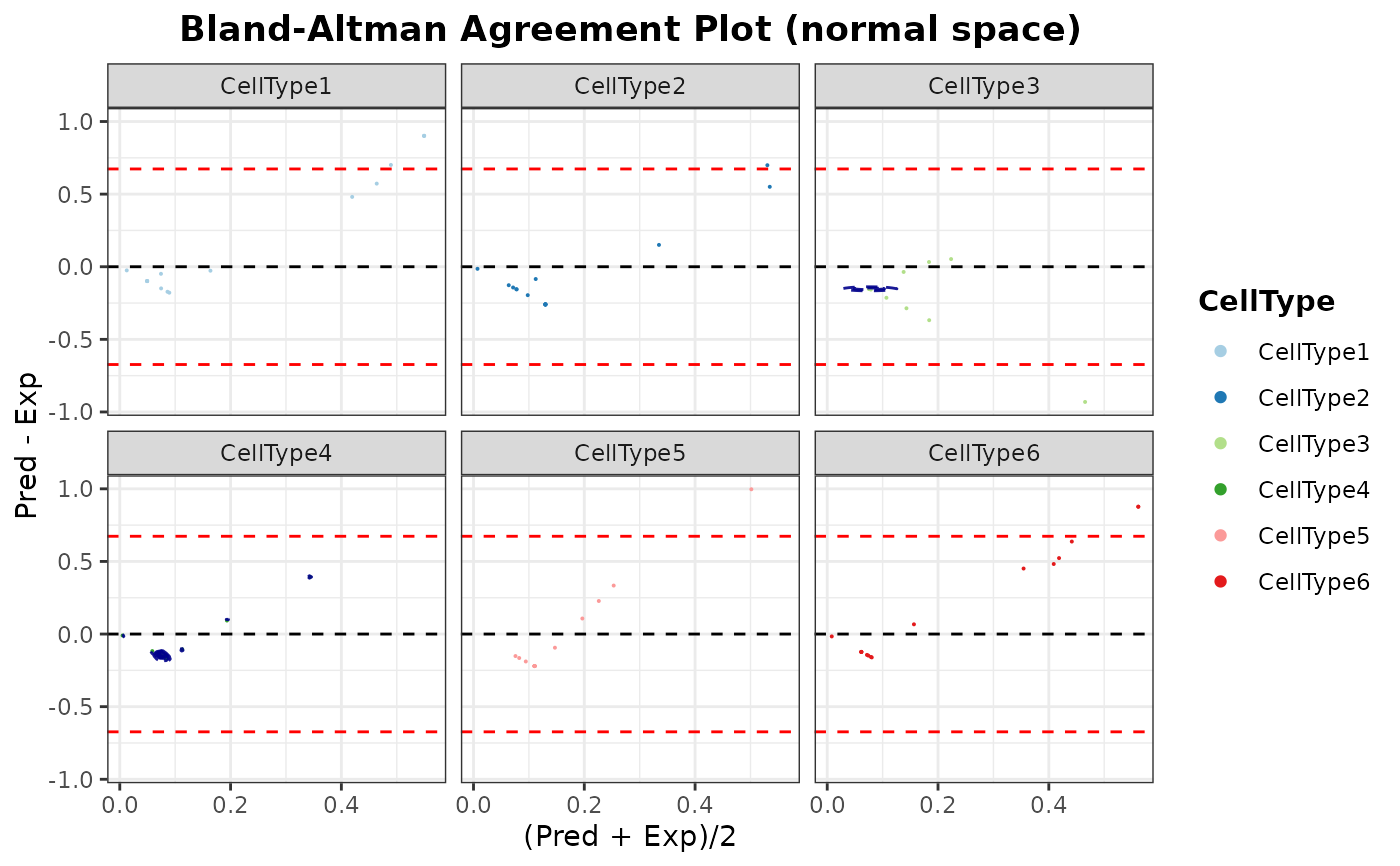 Bland-Altman Agreement Plot (normal space)
CellType1
CellType2
CellType3
1.0
0.5
0.0
-0.5
-1.0
CellType4
CellType5
CellType6
1.0
0.5
0.0
-0.5
-1.0
0.0 0.2 0.4
0.0 0.2 0.4
0.0 0.2 0.4
(Pred + Exp)/2
Pred - Exp
CellType
CellType1
CellType2
CellType3
CellType4
CellType5
CellType6